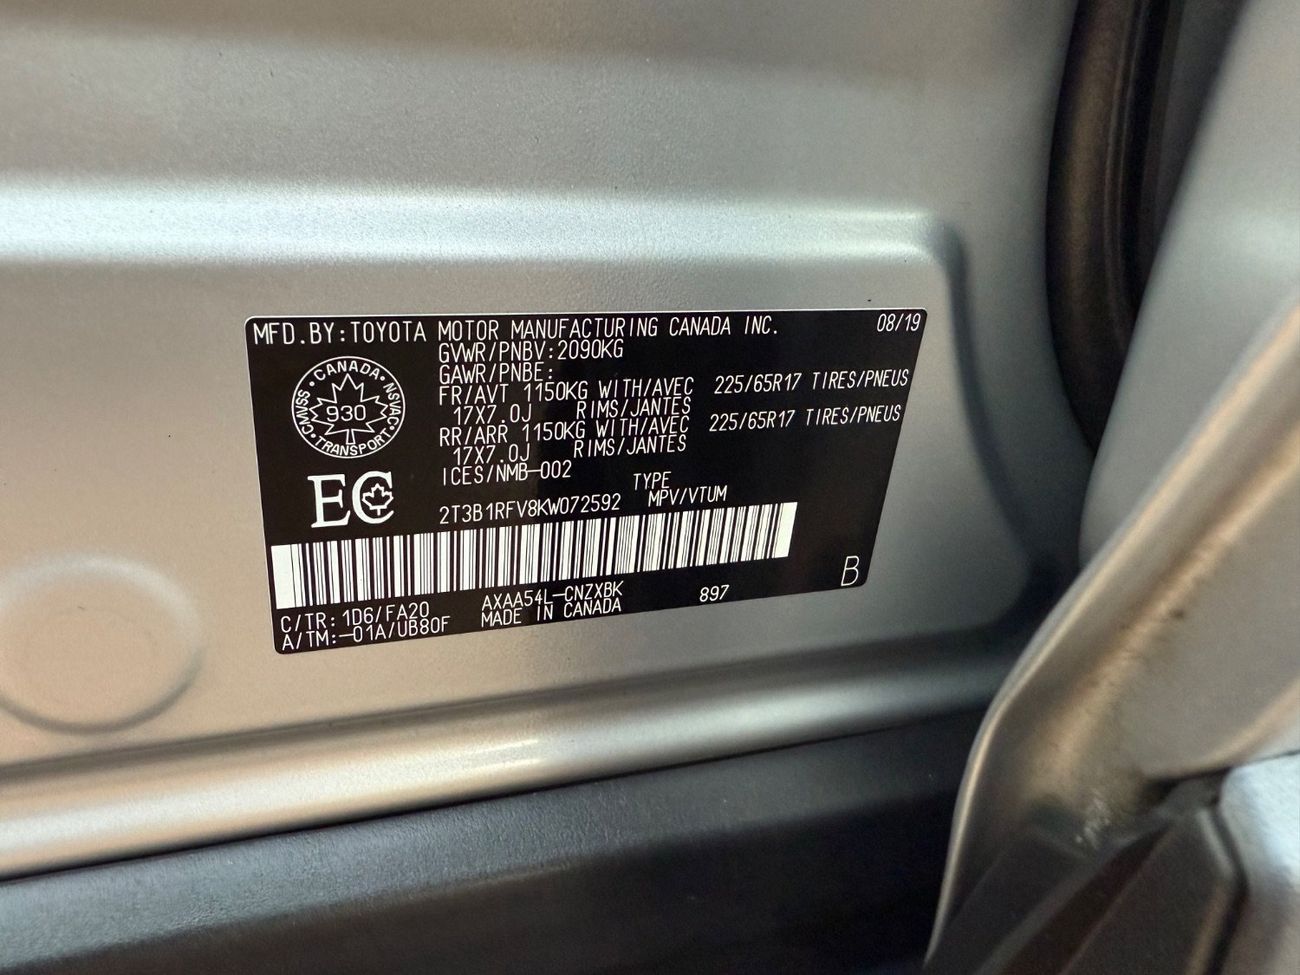 MFD.BY:TOYOTA MOTOR MANUFACTURING CANADA INC. 08/19
GVWR/PNBV:2090KG
GAWR/PNBE:
FR/AVT 1150KG WITH/AVEC 225/65R17 TIRES/PNEUS
17X7.0J RIMS/JANTES
RR/ARR 1150KG WITH/AVEC 225/65R17 TIRES/PNEUS
17X7.0J RIMS/JANTES
ICES/NMB-002
CANADA
CMVSS 930 NSVAC
TRANSPORT
EC
TYPE
2T3B1RFV8KW072592 MPV/VTUM
B
C/TR: 1D6/FA20 AXAA54L-CNZXBK 897
A/TM:-01A/UB80F MADE IN CANADA